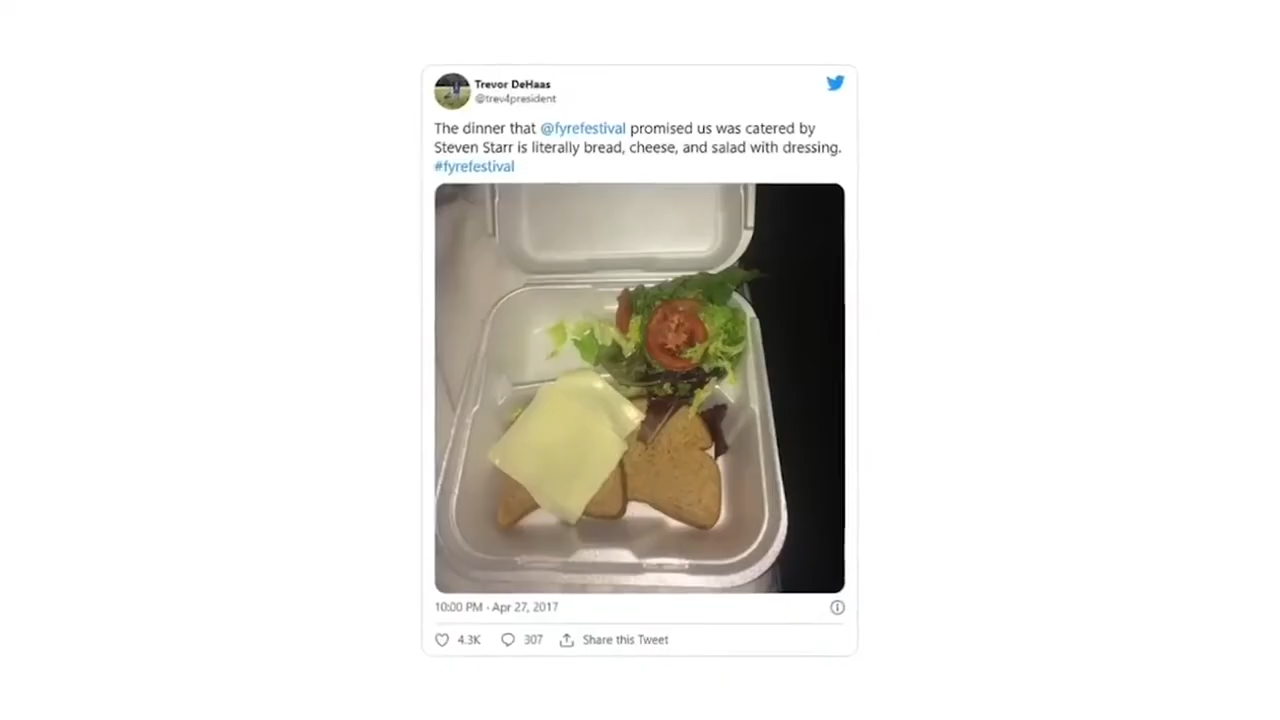 Trevor DeHaas
@trev4president
The dinner that @fyrefestival promised us was catered by
Steven Starr is literally bread, cheese, and salad with dressing.
#fyrefestival
10:00 PM · Apr 27, 2017
4.3K 307 Share this Tweet